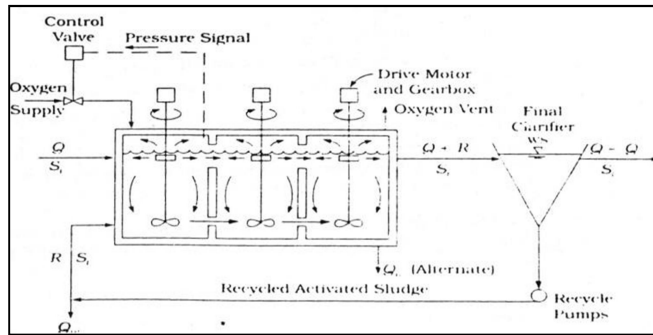 Control
Valve
Pressure Signal
Oxygen
Supply
Drive Motor
and Gearbox
Oxygen Vent
Final
Clarifier
WS
Q
S
Q + R
S
Q - Q
S
R S
Q (Alternate)
Recycled Activated Sludge
Recycle
Pumps
Q